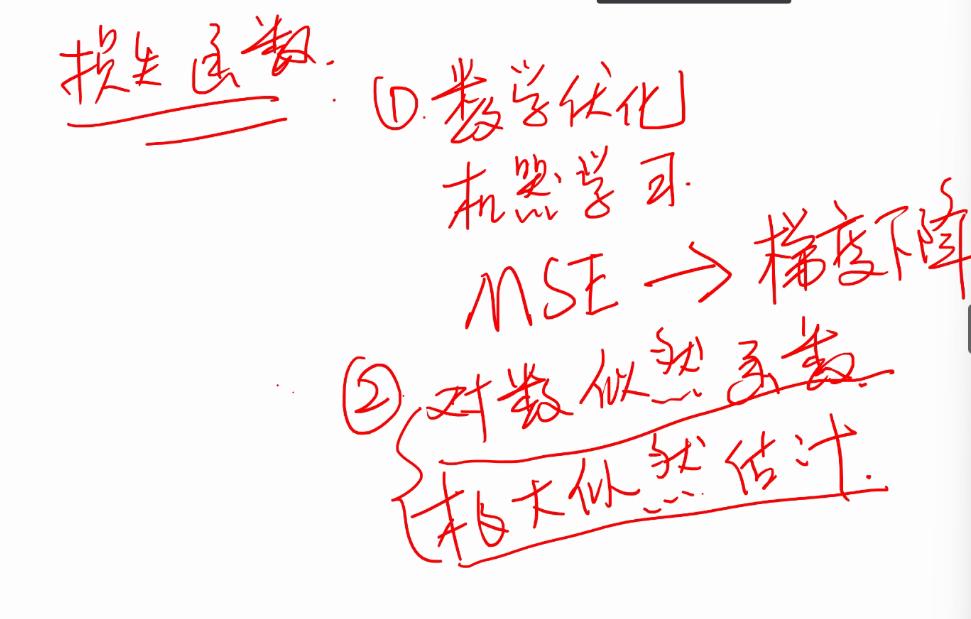 损失函数.
①.数学优化
机器学习.
MSE → 梯度下降
② 对数似然函数.
极大似然估计.